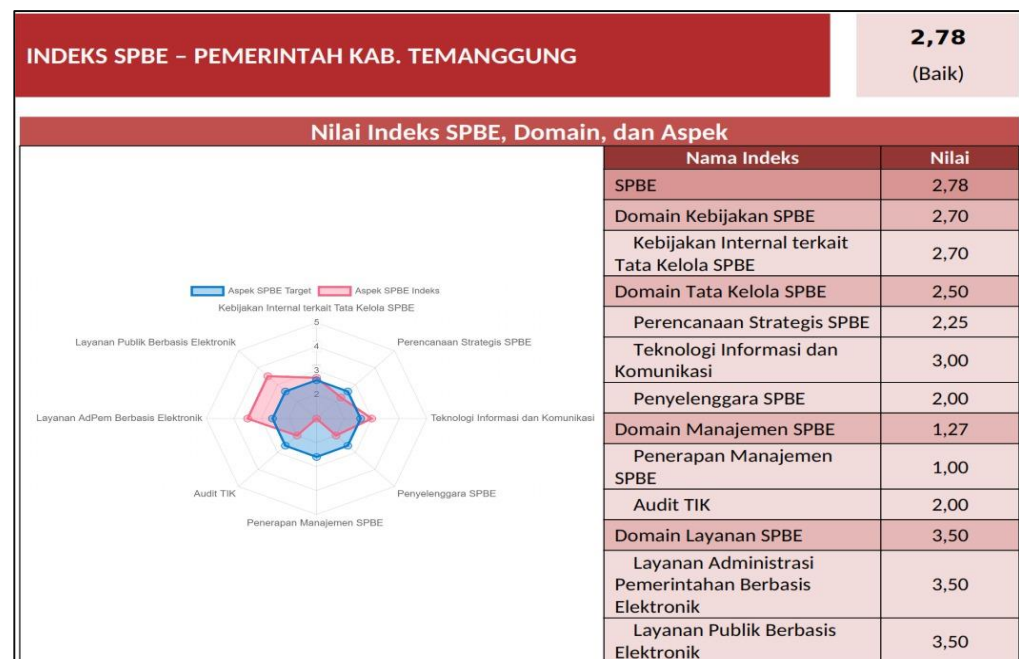 INDEKS SPBE – PEMERINTAH KAB. TEMANGGUNG
2,78
(Baik)
Nilai Indeks SPBE, Domain, dan Aspek
Nama Indeks Nilai
SPBE 2,78
Domain Kebijakan SPBE 2,70
Kebijakan Internal terkait
Tata Kelola SPBE 2,70
Domain Tata Kelola SPBE 2,50
Perencanaan Strategis SPBE 2,25
Teknologi Informasi dan
Komunikasi 3,00
Penyelenggara SPBE 2,00
Domain Manajemen SPBE 1,27
Penerapan Manajemen
SPBE 1,00
Audit TIK 2,00
Domain Layanan SPBE 3,50
Layanan Administrasi
Pemerintahan Berbasis
Elektronik 3,50
Layanan Publik Berbasis
Elektronik 3,50
Aspek SPBE Target Aspek SPBE Indeks
Kebijakan Internal terkait Tata Kelola SPBE
5
4
3
2
Layanan Publik Berbasis Elektronik
Perencanaan Strategis SPBE
Layanan AdPem Berbasis Elektronik
Teknologi Informasi dan Komunikasi
Audit TIK
Penyelenggara SPBE
Penerapan Manajemen SPBE